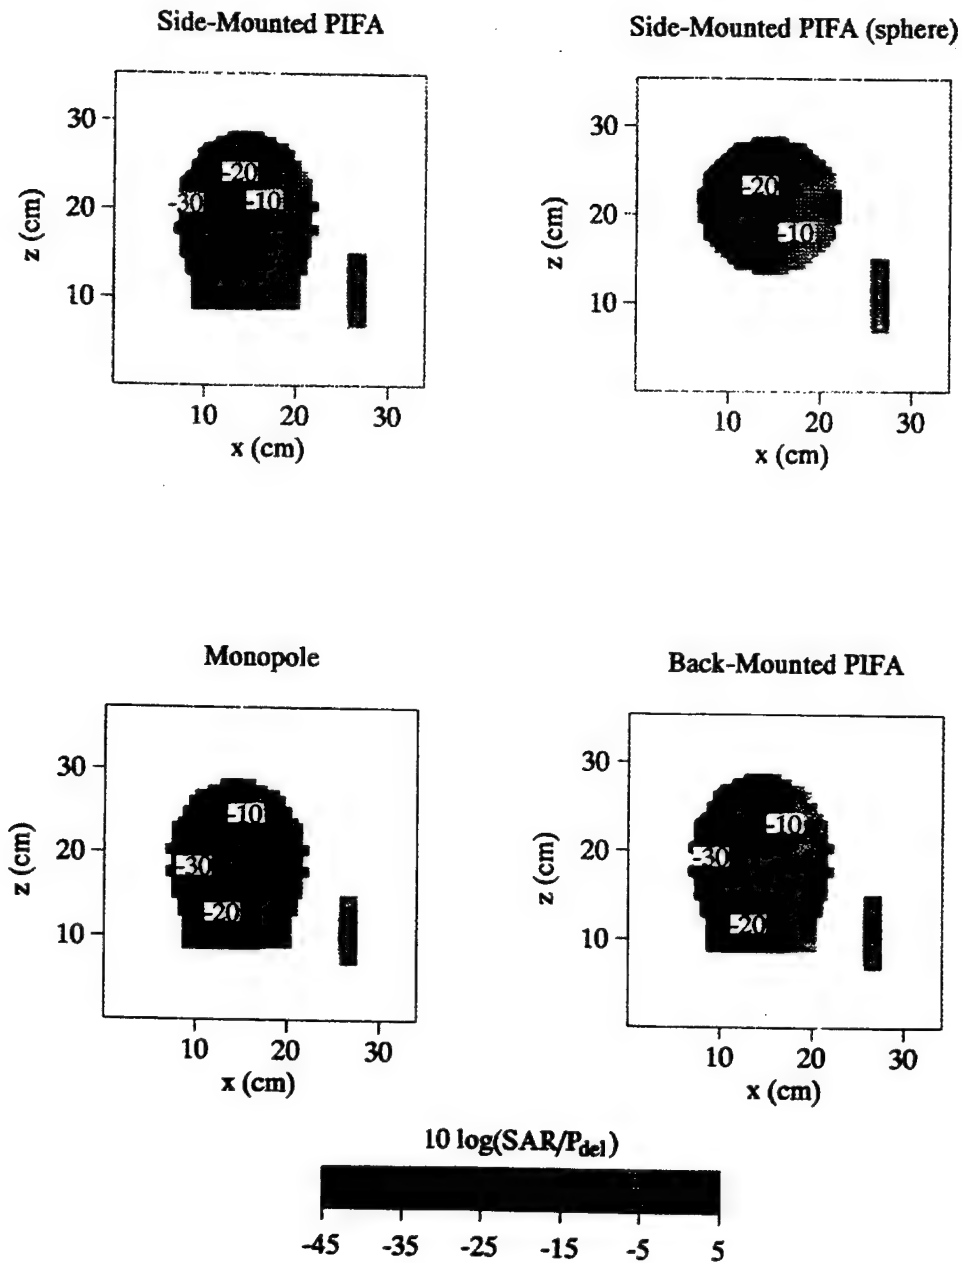 Side-Mounted PIFA
30
20
10
z (cm)
-20
-30
-10
10 20 30
x (cm)
Side-Mounted PIFA (sphere)
30
20
10
z (cm)
-20
-10
10 20 30
x (cm)
Monopole
30
20
10
z (cm)
-10
-30
-20
10 20 30
x (cm)
Back-Mounted PIFA
30
20
10
z (cm)
-10
-30
-20
10 20 30
x (cm)
10 log(SAR/Pdel)
-45 -35 -25 -15 -5 5